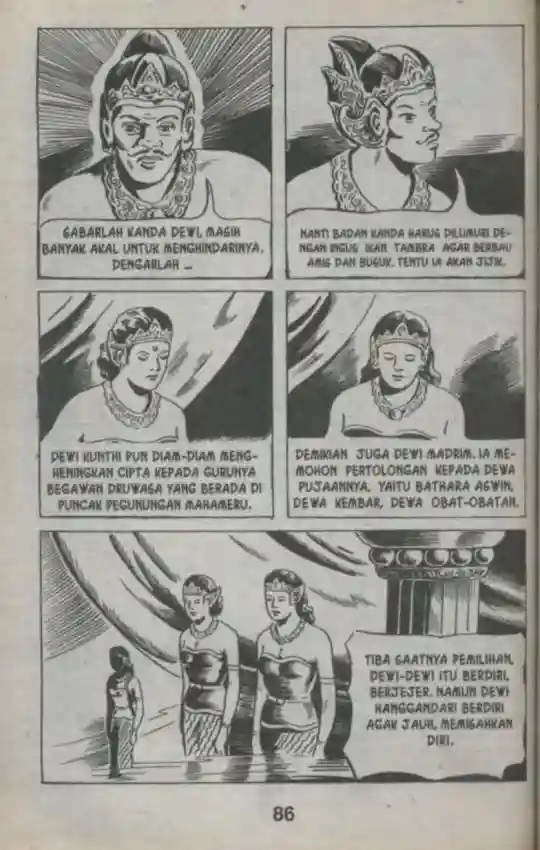 SABARLAH KANDA DEWI, MASIH
BANYAK AKAL UNTUK MENGHINDARINYA.
DENGARLAH ...
NANTI BADAN KANDA HARUS DILUMURI DE-
NGAN INGUS IKAN TAMBRA AGAR BERBAU
AMIS DAN BUSUK. TENTU IA AKAN JIJIK.
DEWI KUNTHI PUN DIAM-DIAM MENG-
HENINGKAN CIPTA KEPADA GURUNYA
BEGAWAN DRUWASA YANG BERADA DI
PUNCAK PEGUNUNGAN MAHAMERU.
DEMIKIAN JUGA DEWI MADRIM. IA ME-
MOHON PERTOLONGAN KEPADA DEWA
PUJAANNYA, YAITU BATHARA ASWIN,
DEWA KEMBAR, DEWA OBAT-OBATAN.
TIBA SAATNYA PEMILIHAN,
DEWI-DEWI ITU BERDIRI
BERJEJER. NAMUN DEWI
HANGGANDARI BERDIRI
AGAK JAUH, MEMISAHKAN
DIRI.
86